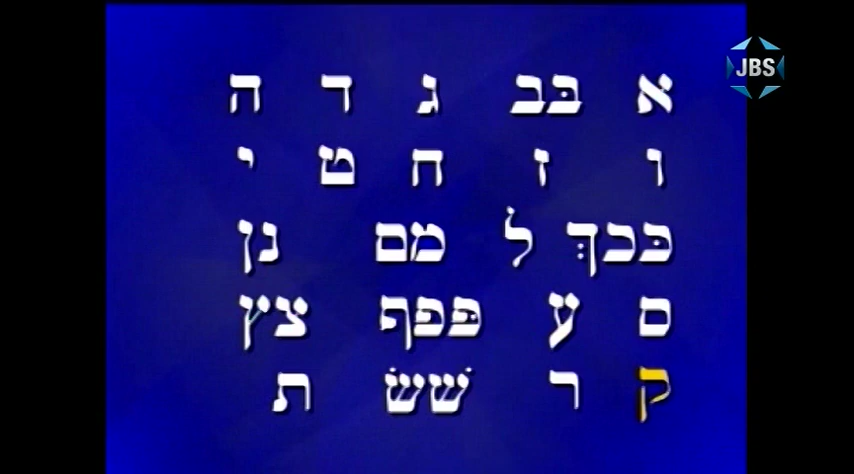 JBS
א בּב ג ד ה
ו ז ח ט י
כּכךְ ל מם נן
ס ע פּפף צץ
ק ר שׁשׂ ת